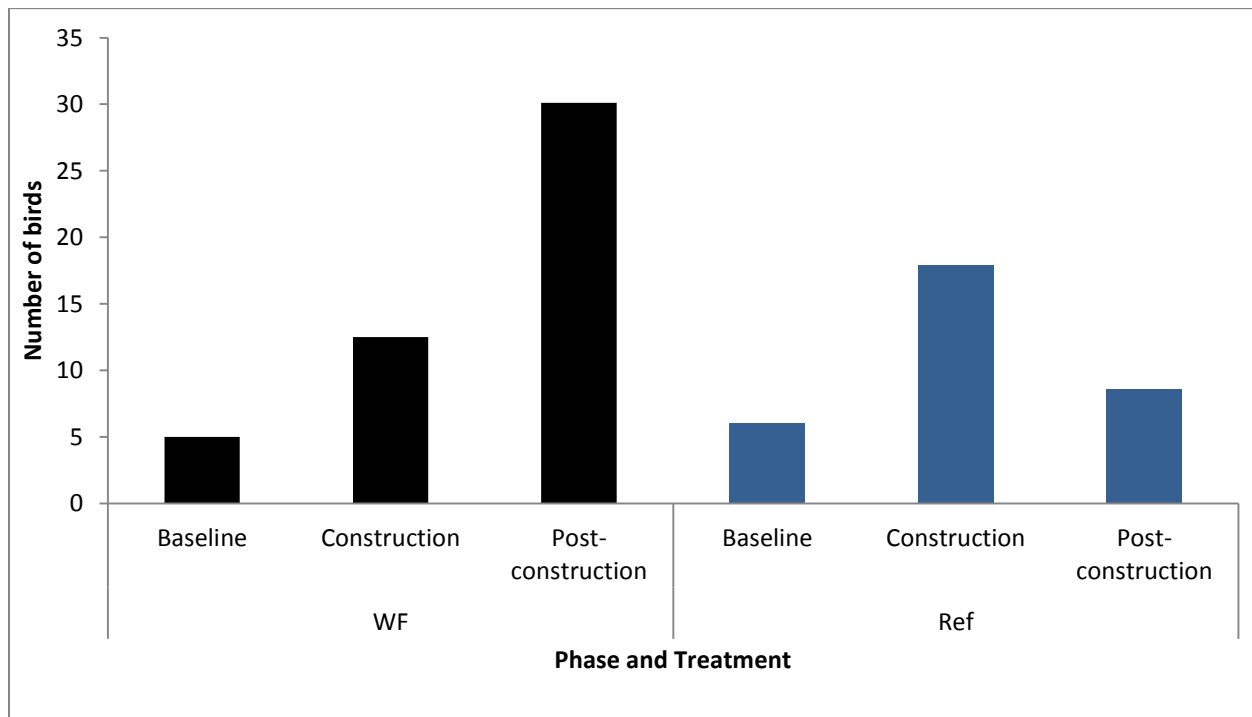 35
30
25
20
15
10
5
0
Number of birds
Baseline Construction Post-
construction Baseline Construction Post-
construction
WF Ref
Phase and Treatment